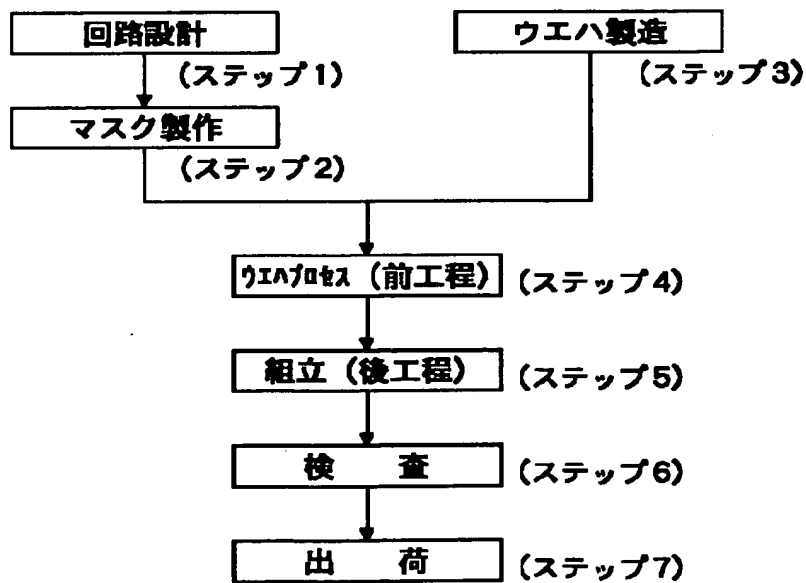 回路設計
(ステップ1)
ウエハ製造
(ステップ3)
マスク製作
(ステップ2)
ウエハプロセス(前工程)
(ステップ4)
組立(後工程)
(ステップ5)
検 査
(ステップ6)
出 荷
(ステップ7)